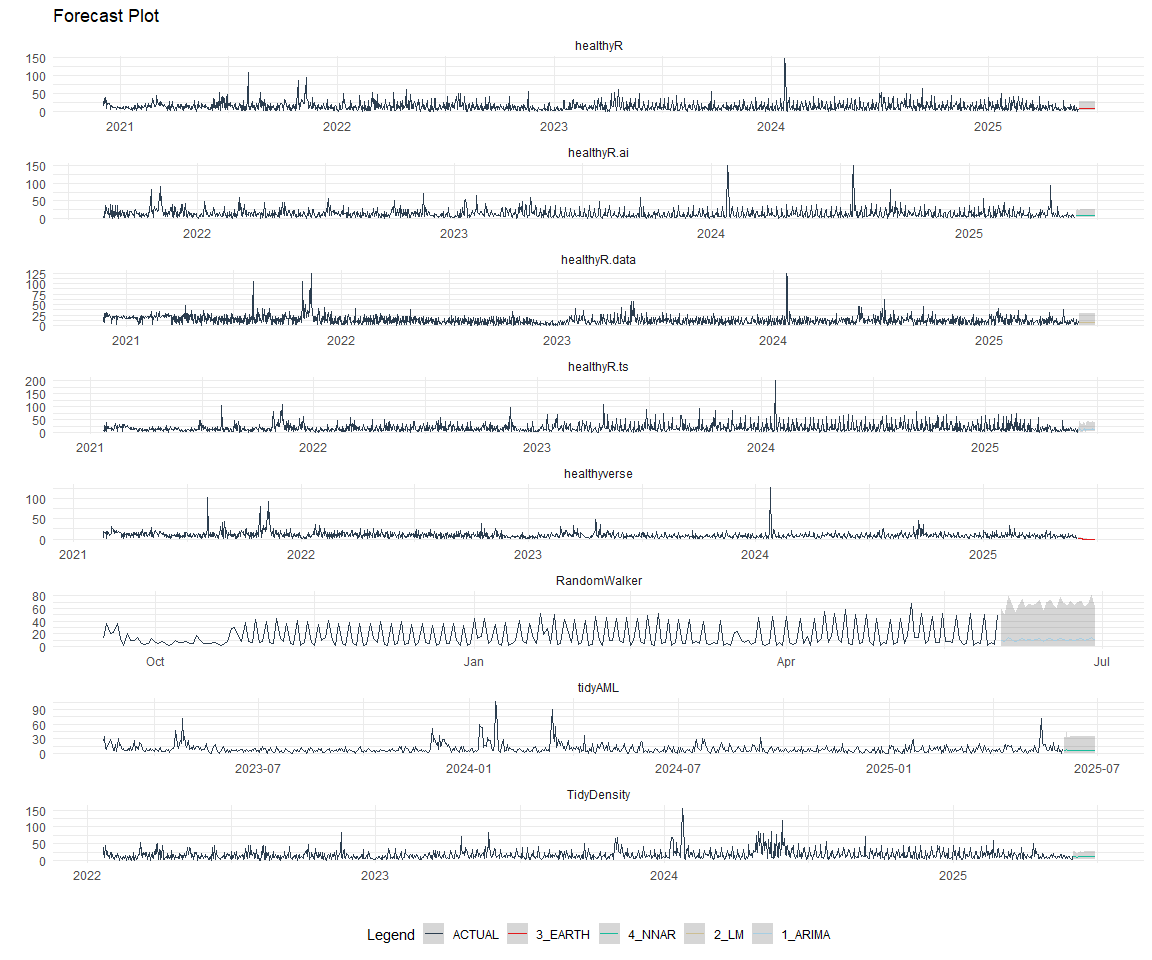 Forecast Plot
healthyR
150
100
50
0
2021 2022 2023 2024 2025
healthyR.ai
150
100
50
0
2022 2023 2024 2025
healthyR.data
125
100
75
50
25
0
2021 2022 2023 2024 2025
healthyR.ts
200
150
100
50
0
2021 2022 2023 2024 2025
healthyverse
100
50
0
2021 2022 2023 2024 2025
RandomWalker
80
60
40
20
0
Oct Jan Apr Jul
tidyAML
90
60
30
0
2023-07 2024-01 2024-07 2025-01 2025-07
TidyDensity
150
100
50
0
2022 2023 2024 2025
Legend ACTUAL 3_EARTH 4_NNAR 2_LM 1_ARIMA